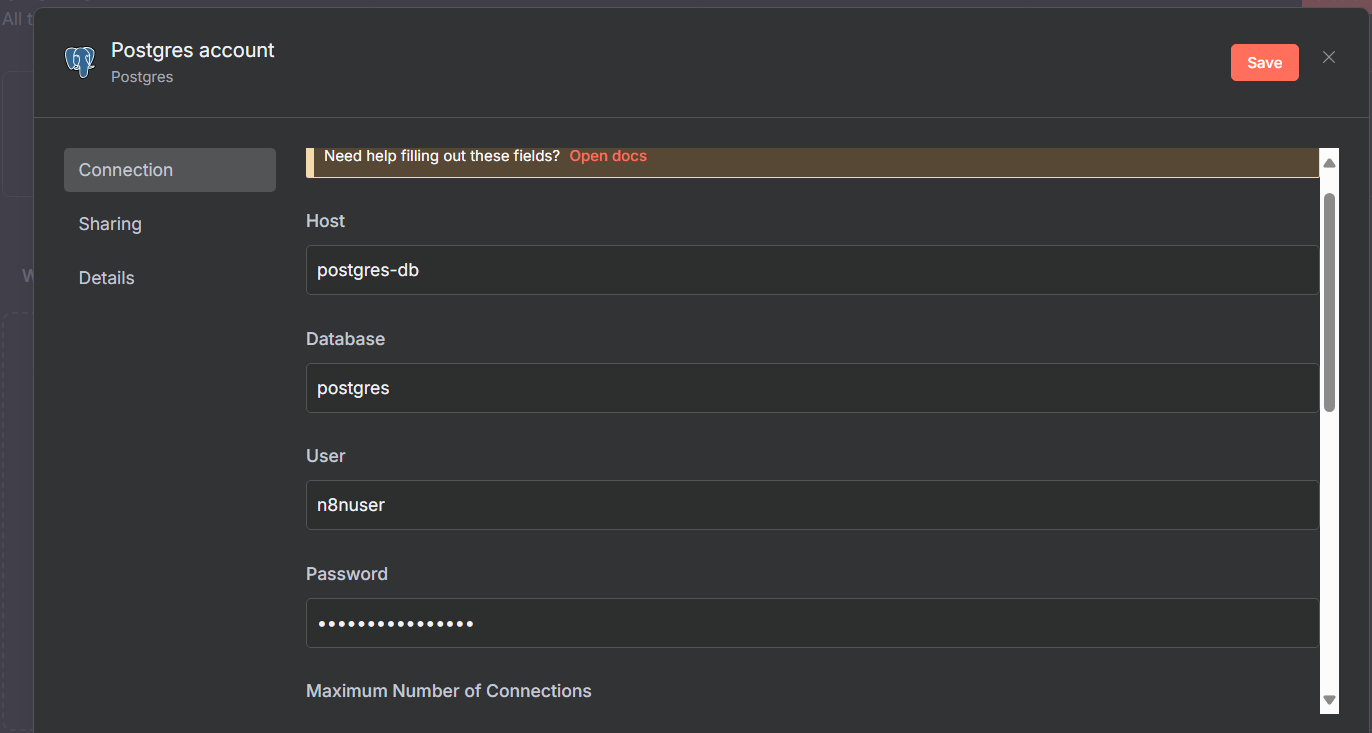 All t
Postgres account
Postgres
Save
Connection
Sharing
Details
W
Need help filling out these fields? Open docs
Host
postgres-db
Database
postgres
User
n8nuser
Password
••••••••••••••••
Maximum Number of Connections